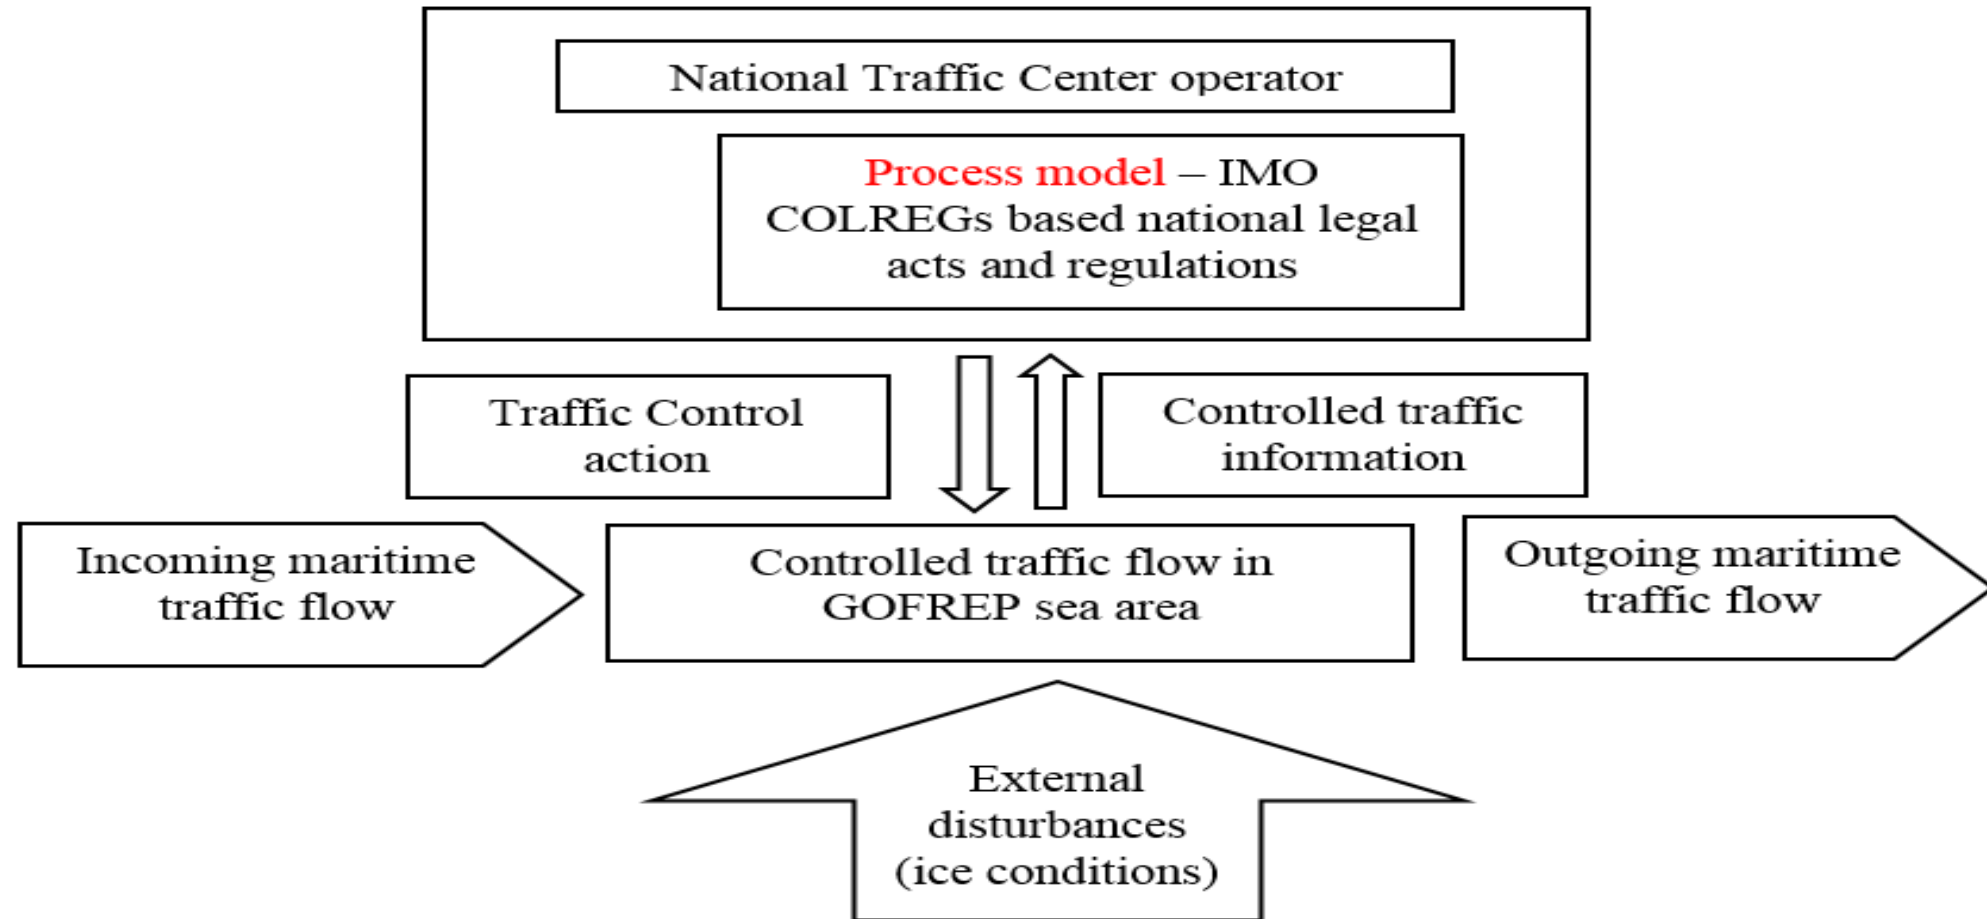 National Traffic Center operator
Process model – IMO
COLREGs based national legal
acts and regulations
Traffic Control
action
Controlled traffic
information
Incoming maritime
traffic flow
Controlled traffic flow in
GOFREP sea area
Outgoing maritime
traffic flow
External
disturbances
(ice conditions)